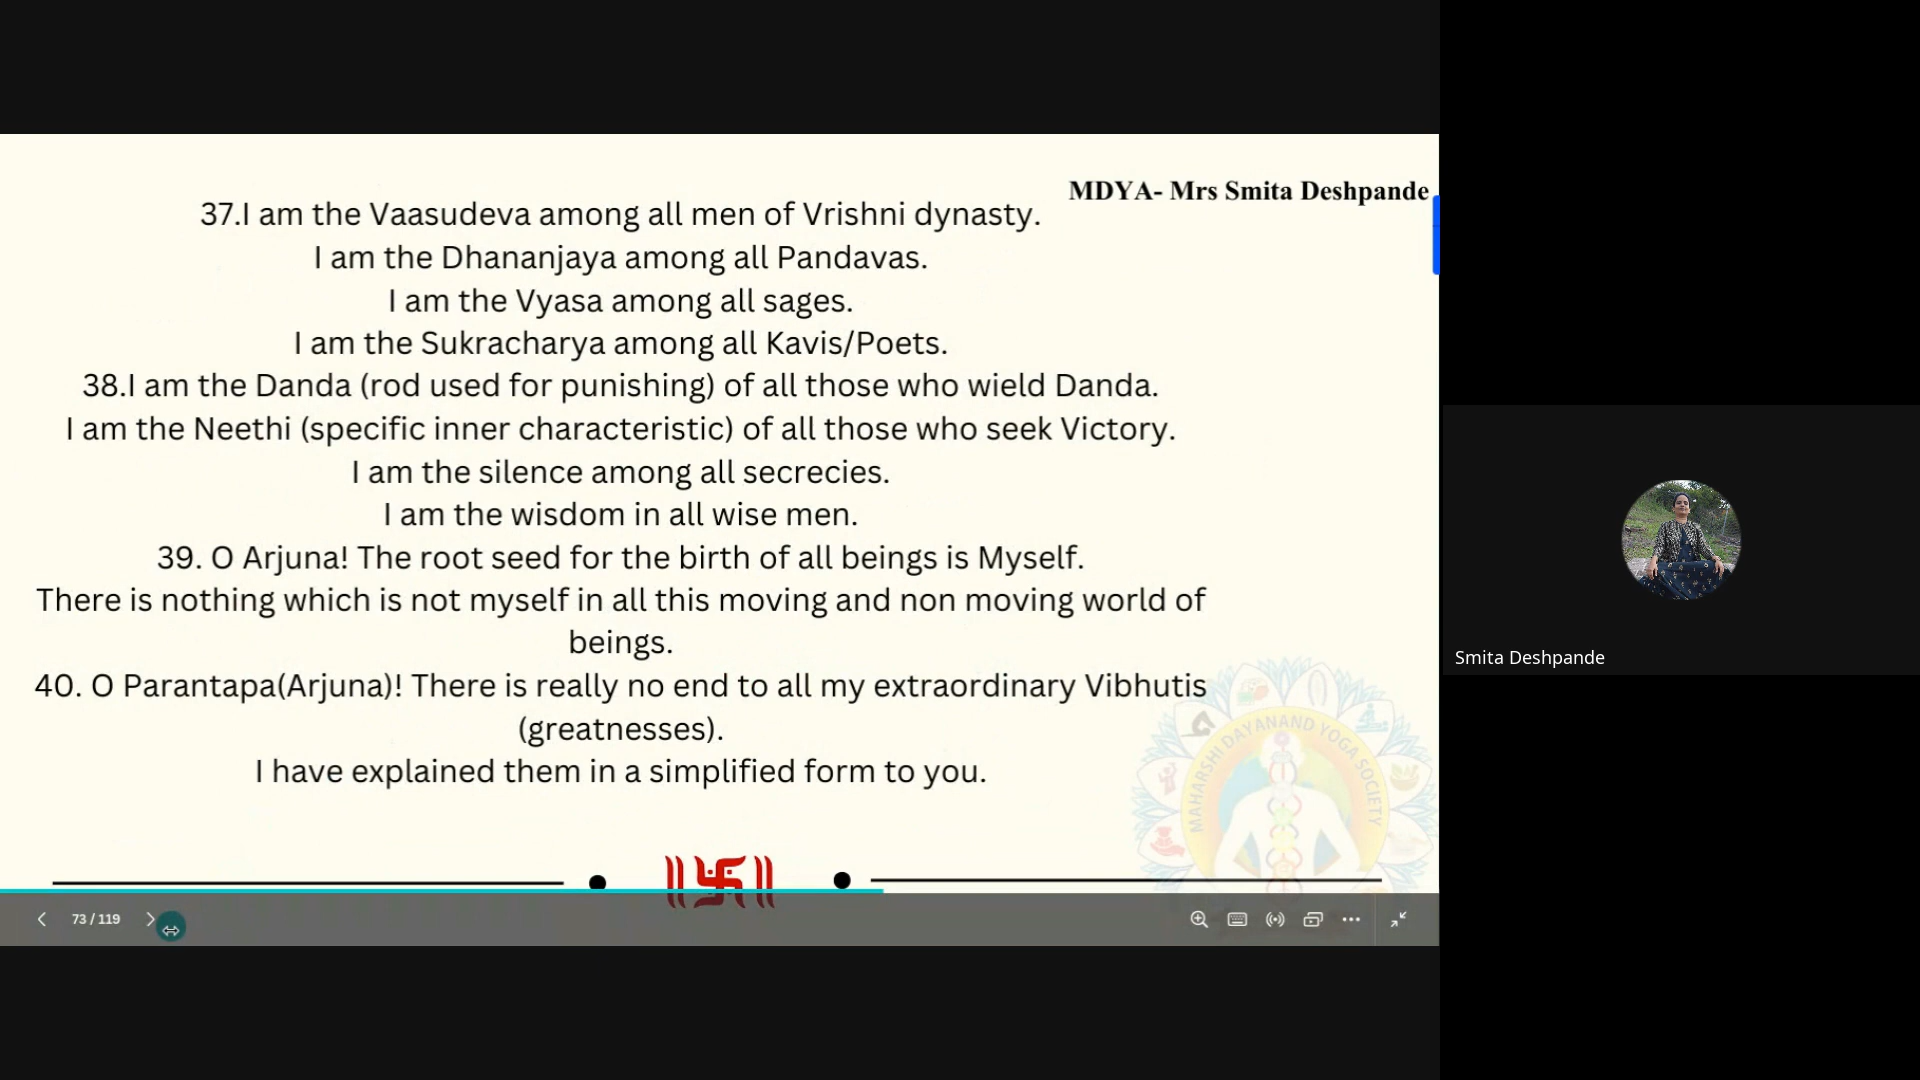 MDYA- Mrs Smita Deshpande
37.I am the Vaasudeva among all men of Vrishni dynasty.
I am the Dhananjaya among all Pandavas.
I am the Vyasa among all sages.
I am the Sukracharya among all Kavis/Poets.
38.I am the Danda (rod used for punishing) of all those who wield Danda.
I am the Neethi (specific inner characteristic) of all those who seek Victory.
I am the silence among all secrecies.
I am the wisdom in all wise men.
39. O Arjuna! The root seed for the birth of all beings is Myself.
There is nothing which is not myself in all this moving and non moving world of
beings.
40. O Parantapa(Arjuna)! There is really no end to all my extraordinary Vibhutis
(greatnesses).
I have explained them in a simplified form to you.
MAHARSHI DAYANAND YOGA SOCIETY
73 / 119
Smita Deshpande